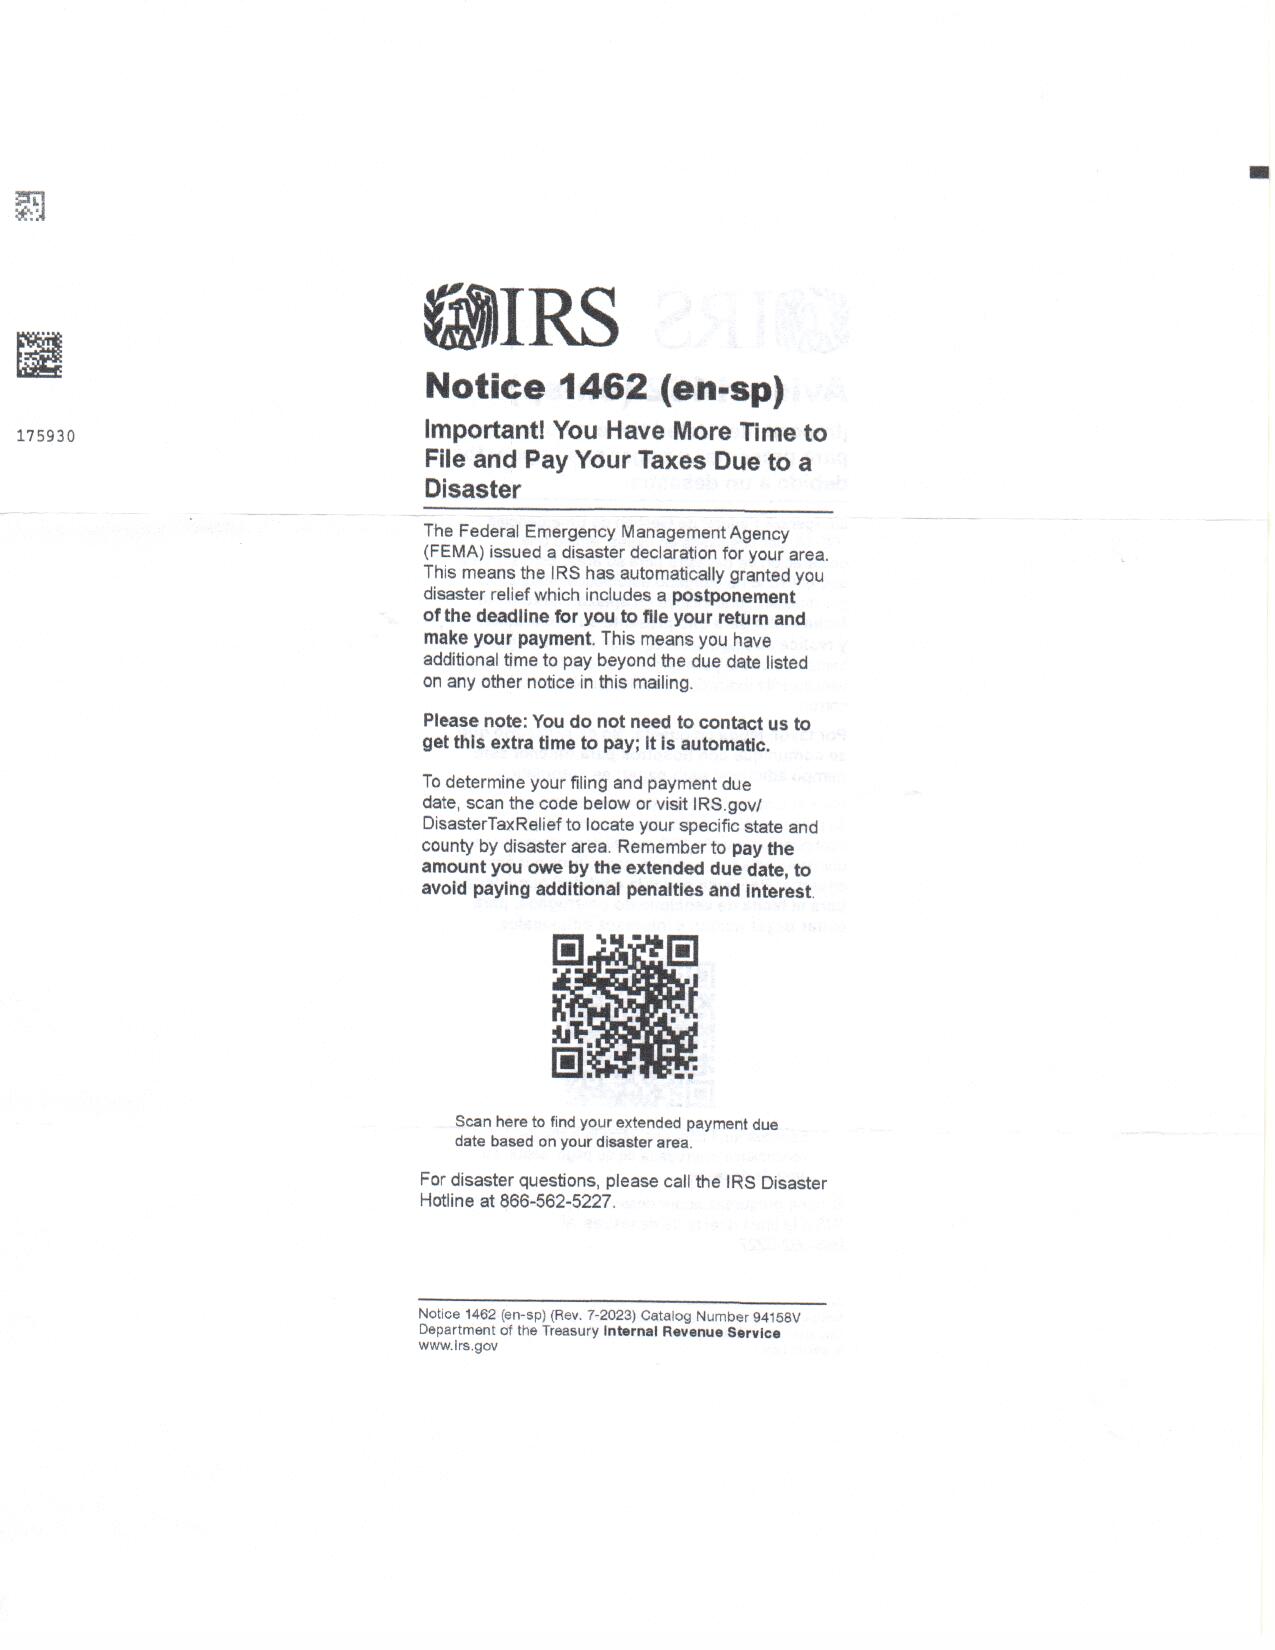 175930
IRS
Notice 1462 (en-sp)
Important! You Have More Time to
File and Pay Your Taxes Due to a
Disaster
The Federal Emergency Management Agency
(FEMA) issued a disaster declaration for your area.
This means the IRS has automatically granted you
disaster relief which includes a postponement
of the deadline for you to file your return and
make your payment. This means you have
additional time to pay beyond the due date listed
on any other notice in this mailing.
Please note: You do not need to contact us to
get this extra time to pay; it is automatic.
To determine your filing and payment due
date, scan the code below or visit IRS.gov/
DisasterTaxRelief to locate your specific state and
county by disaster area. Remember to pay the
amount you owe by the extended due date, to
avoid paying additional penalties and interest.
Scan here to find your extended payment due
date based on your disaster area.
For disaster questions, please call the IRS Disaster
Hotline at 866-562-5227.
Notice 1462 (en-sp) (Rev. 7-2023) Catalog Number 94158V
Department of the Treasury Internal Revenue Service
www.irs.gov